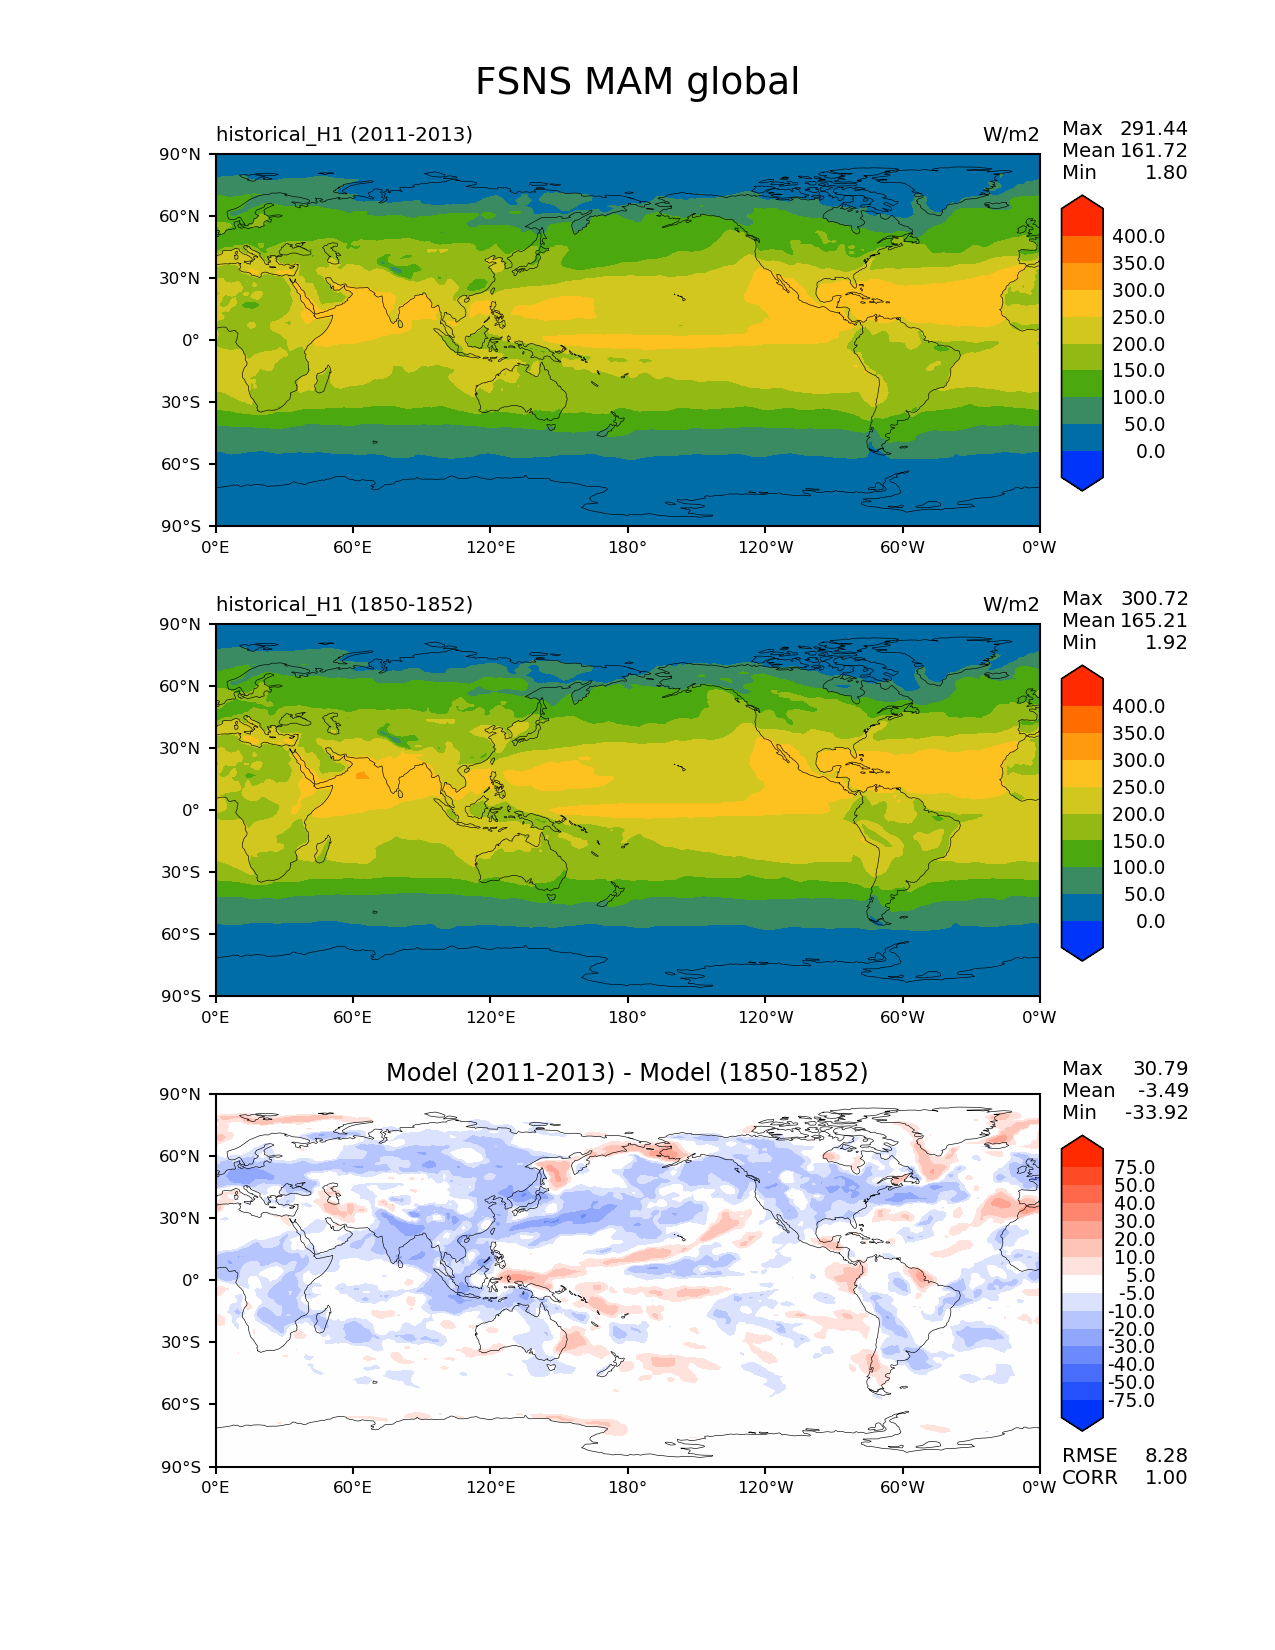 FSNS MAM global
historical_H1 (2011-2013) W/m2
Max 291.44
Mean 161.72
Min 1.80
90°N
60°N
30°N
0°
30°S
60°S
90°S
0°E 60°E 120°E 180° 120°W 60°W 0°W
400.0
350.0
300.0
250.0
200.0
150.0
100.0
50.0
0.0
historical_H1 (1850-1852) W/m2
Max 300.72
Mean 165.21
Min 1.92
90°N
60°N
30°N
0°
30°S
60°S
90°S
0°E 60°E 120°E 180° 120°W 60°W 0°W
400.0
350.0
300.0
250.0
200.0
150.0
100.0
50.0
0.0
Model (2011-2013) - Model (1850-1852)
Max 30.79
Mean -3.49
Min -33.92
90°N
60°N
30°N
0°
30°S
60°S
90°S
0°E 60°E 120°E 180° 120°W 60°W 0°W
75.0
50.0
40.0
30.0
20.0
10.0
5.0
-5.0
-10.0
-20.0
-30.0
-40.0
-50.0
-75.0
RMSE 8.28
CORR 1.00